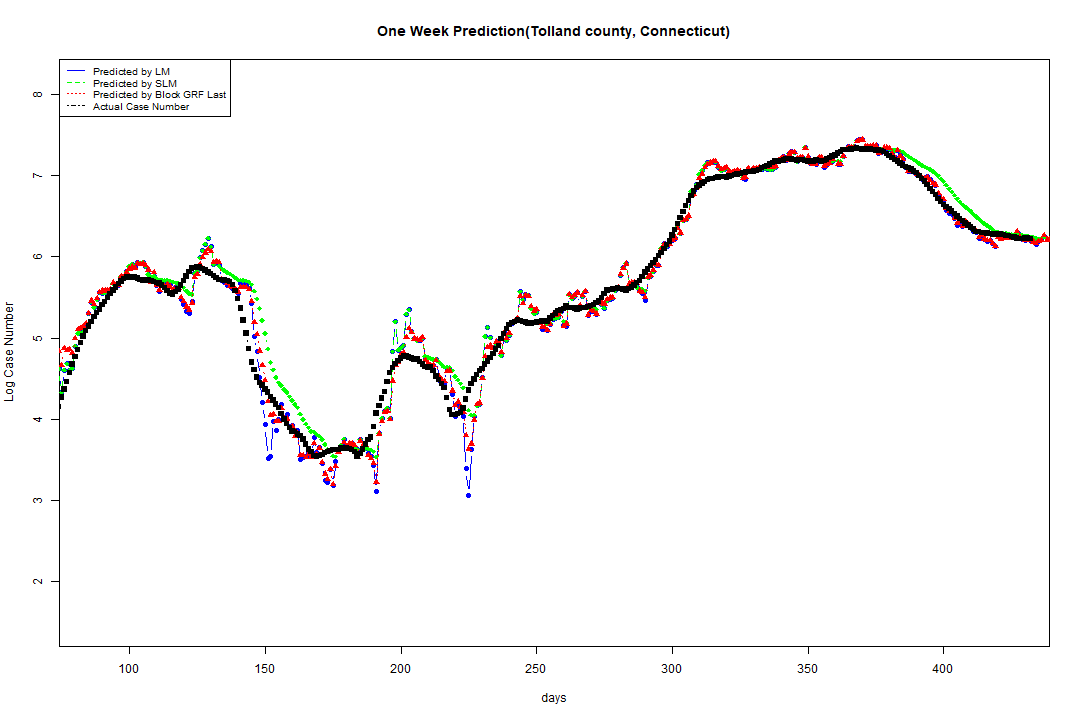 One Week Prediction(Tolland county, Connecticut)
Predicted by LM
Predicted by SLM
Predicted by Block GRF Last
Actual Case Number
8
7
6
5
4
3
2
Log Case Number
100 150 200 250 300 350 400
days